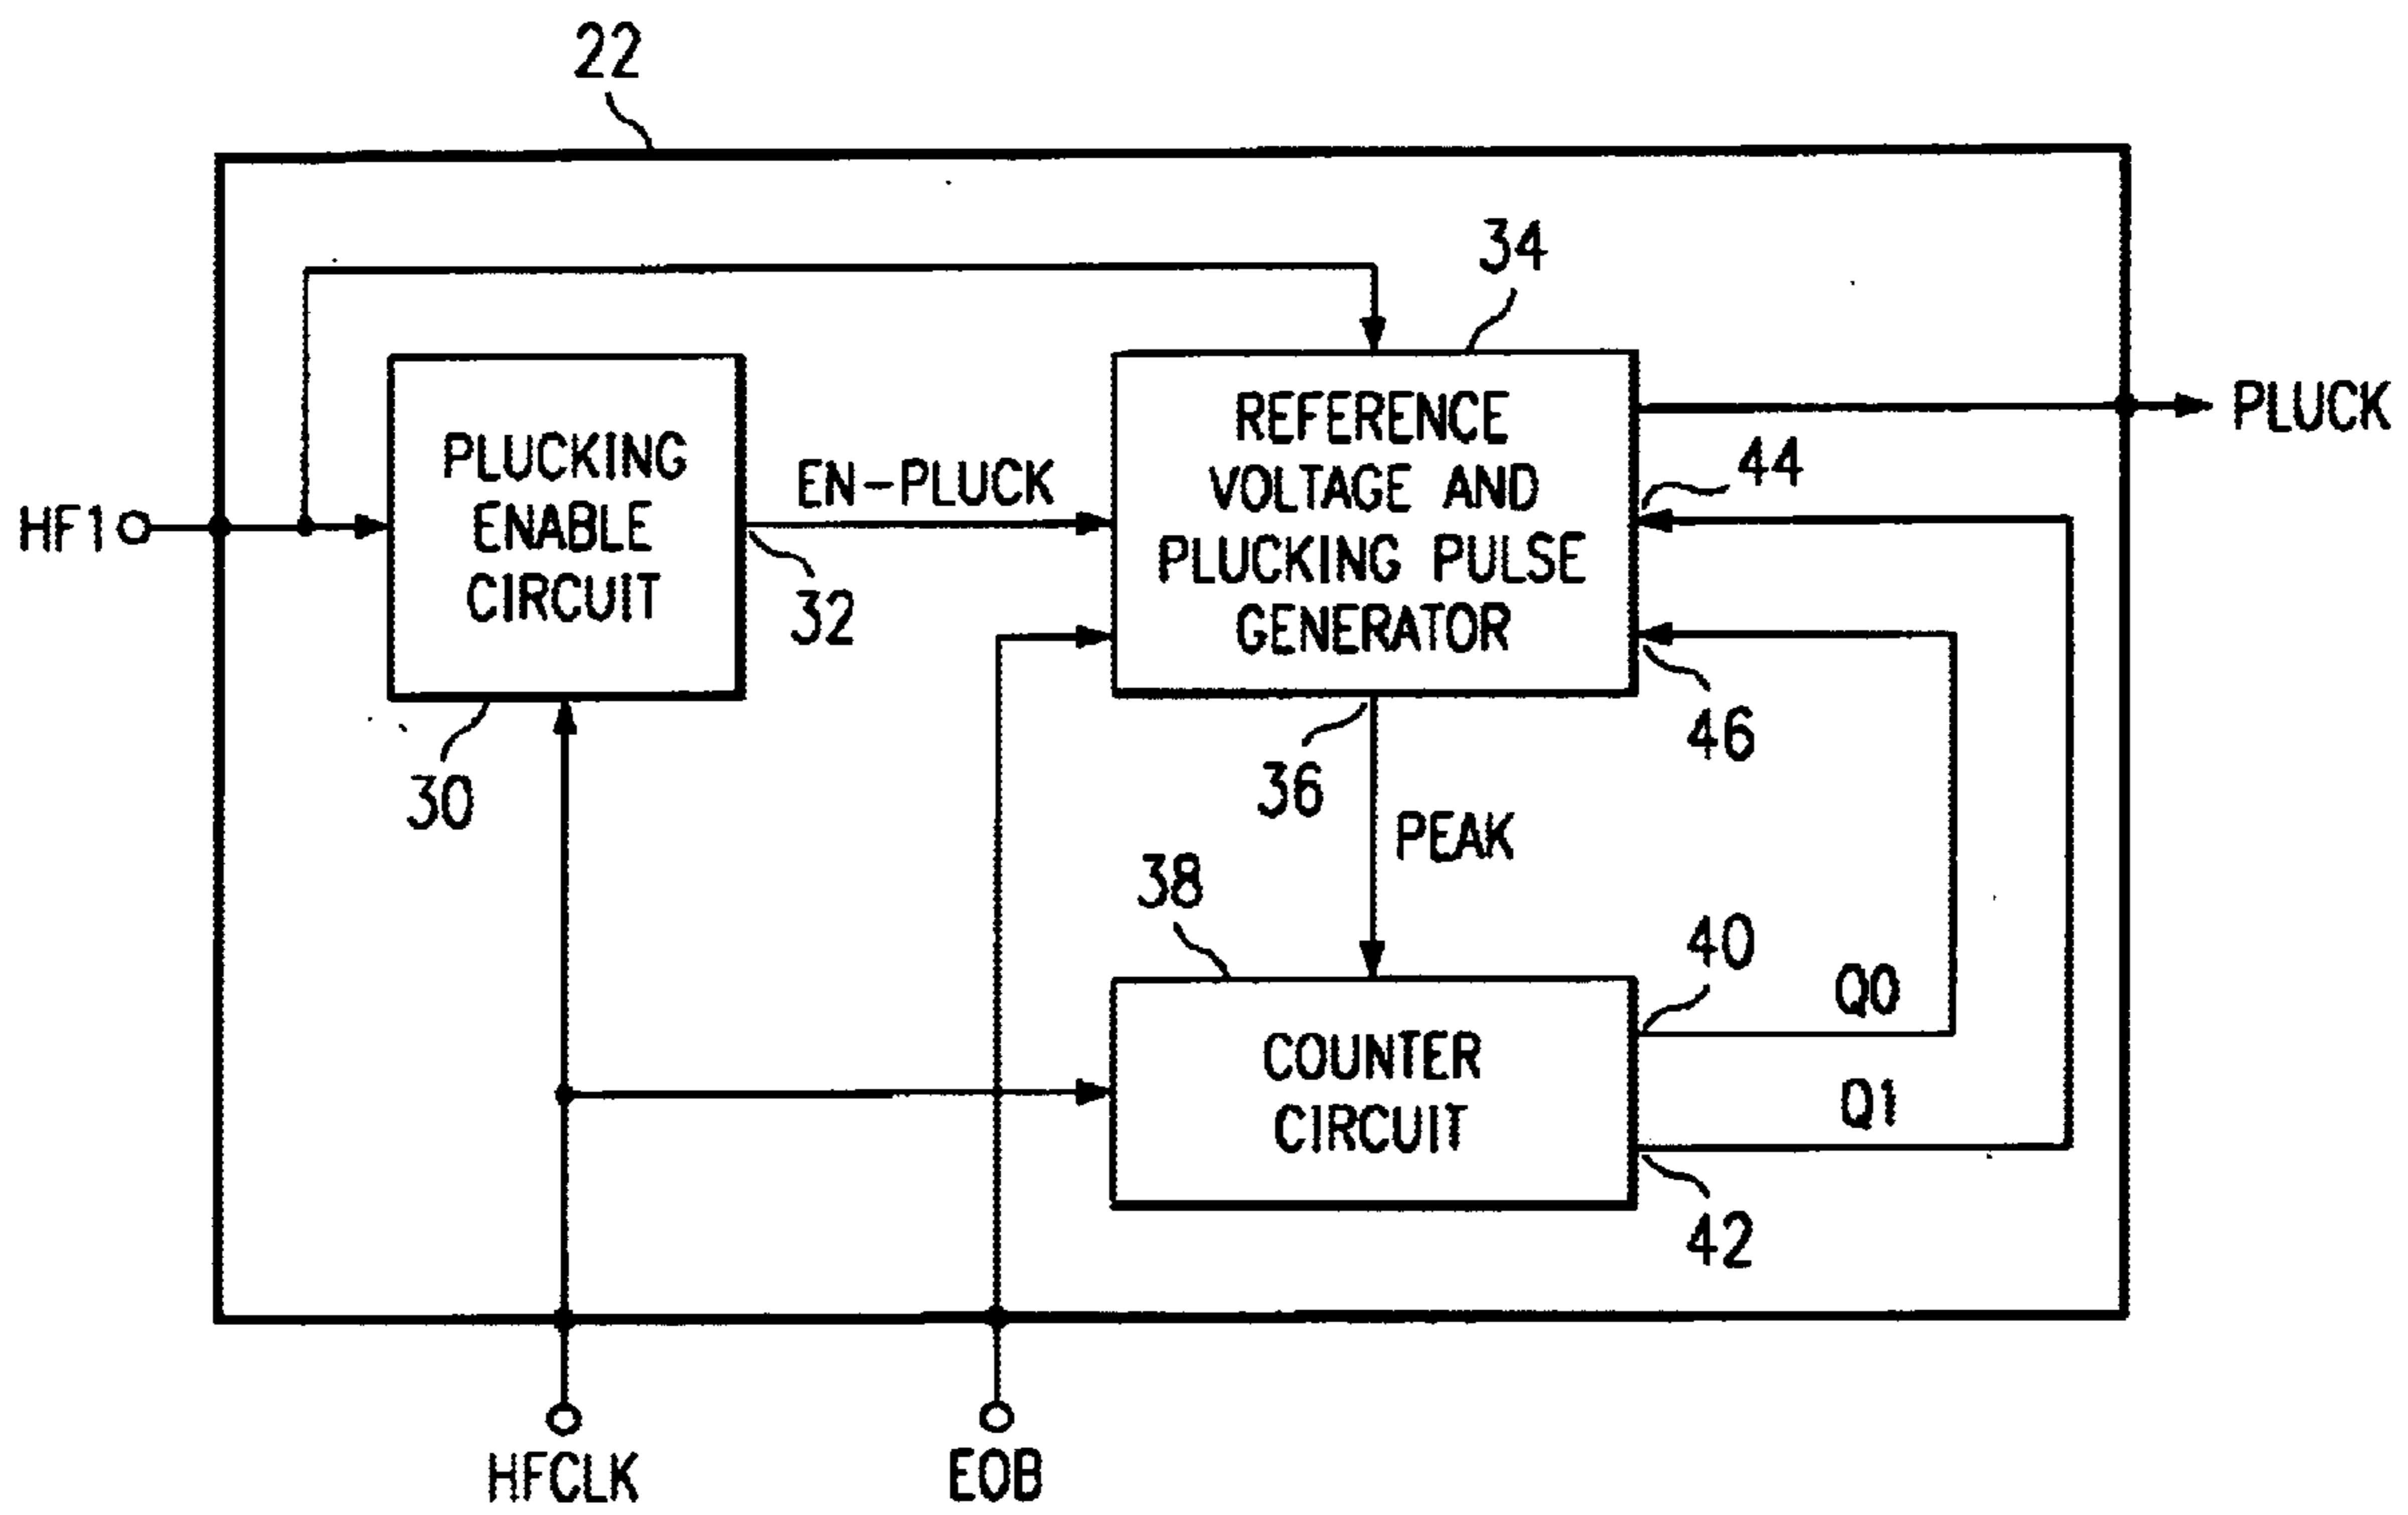 22
34
REFERENCE
VOLTAGE AND
PLUCKING PULSE
GENERATOR
PLUCK
44
PLUCKING
ENABLE
CIRCUIT
EN-PLUCK
HF1
32
46
36
30
PEAK
38
40
Q0
COUNTER
CIRCUIT
Q1
42
HFCLK
EOB